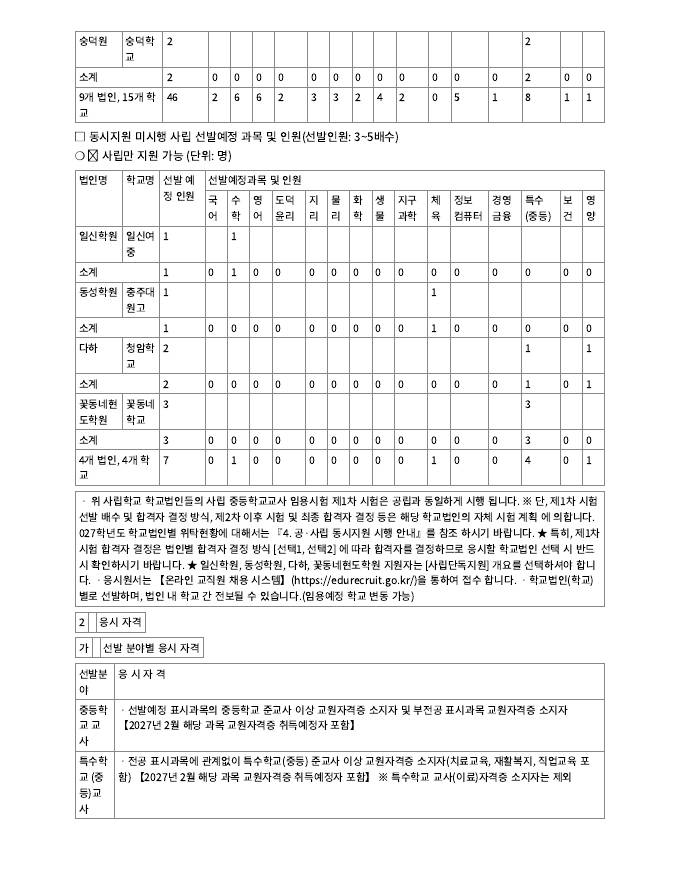 숭덕원 숭덕학 2 2
교
소계 2 0 0 0 0 0 0 0 0 0 0 0 0 2 0 0
9개 법인, 15개 학 46 2 6 6 2 3 3 2 4 2 0 5 1 8 1 1
교
□ 동시지원 미시행 사립 선발예정 과목 및 인원(선발인원: 3~5배수)
❍ ☒ 사립만 지원 가능 (단위: 명)
법인명 학교명 선발 예 선발예정과목 및 인원
정 인원
국 수 영 도덕 지 물 화 생 지구 체 정보 경영 특수 보 영
어 학 어 윤리 리 리 학 물 과학 육 컴퓨터 금융 (중등) 건 양
일신학원 일신여 1 1
중
소계 1 0 1 0 0 0 0 0 0 0 0 0 0 0 0 0
동성학원 충주대 1 1
원고
소계 1 0 0 0 0 0 0 0 0 0 1 0 0 0 0 0
다하 청암학 2 1 1
교
소계 2 0 0 0 0 0 0 0 0 0 0 0 0 1 0 1
꽃동네현 꽃동네 3 3
도학원 학교
소계 3 0 0 0 0 0 0 0 0 0 0 0 0 3 0 0
4개 법인, 4개 학 7 0 1 0 0 0 0 0 0 0 1 0 0 4 0 1
교
· 위 사립학교 학교법인들의 사립 중등학교교사 임용시험 제1차 시험은 공립과 동일하게 시행 됩니다. ※ 단, 제1차 시험
선발 배수 및 합격자 결정 방식, 제2차 이후 시험 및 최종 합격자 결정 등은 해당 학교법인의 자체 시험 계획 에 의합니다.
027학년도 학교법인별 위탁현황에 대해서는 『4. 공·사립 동시지원 시행 안내』를 참조 하시기 바랍니다. ★ 특히, 제1차
시험 합격자 결정은 법인별 합격자 결정 방식 [선택1, 선택2] 에 따라 합격자를 결정하므로 응시할 학교법인 선택 시 반드
시 확인하시기 바랍니다. ★ 일신학원, 동성학원, 다하, 꽃동네현도학원 지원자는 [사립단독지원] 개요를 선택하셔야 합니
다. · 응시원서는 【온라인 교직원 채용 시스템】(https://edurecruit.go.kr/)을 통하여 접수 합니다. · 학교법인(학교)
별로 선발하며, 법인 내 학교 간 전보될 수 있습니다.(임용예정 학교 변동 가능)
2 응시 자격
가 선발 분야별 응시 자격
선발분 응 시 자 격
야
중등학 · 선발예정 표시과목의 중등학교 준교사 이상 교원자격증 소지자 및 부전공 표시과목 교원자격증 소지자
교 교 【2027년 2월 해당 과목 교원자격증 취득예정자 포함】
사
특수학 · 전공 표시과목에 관계없이 특수학교(중등) 준교사 이상 교원자격증 소지자(치료교육, 재활복지, 직업교육 포
교 (중 함) 【2027년 2월 해당 과목 교원자격증 취득예정자 포함】 ※ 특수학교 교사(이료)자격증 소지자는 제외
등)교
사